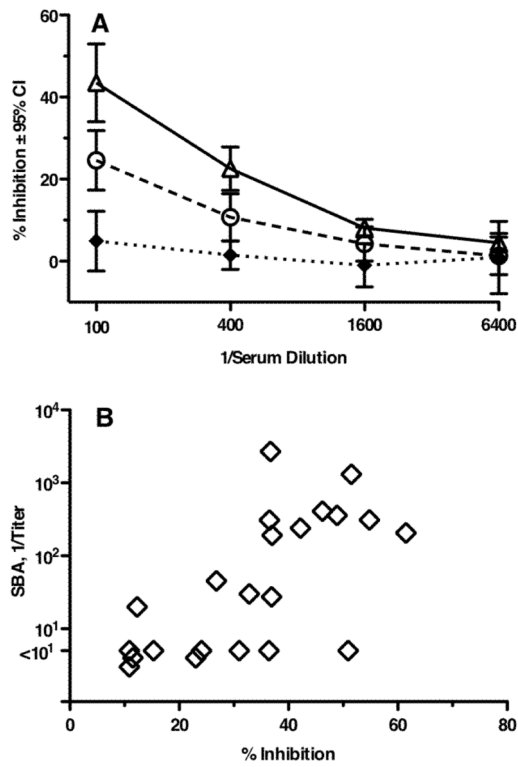 A
60
40
20
0
% Inhibition ± 95% CI
100 400 1600 6400
1/Serum Dilution
B
10⁴
10³
10²
10¹
<10¹
SBA, 1/Titer
0 20 40 60 80
% Inhibition